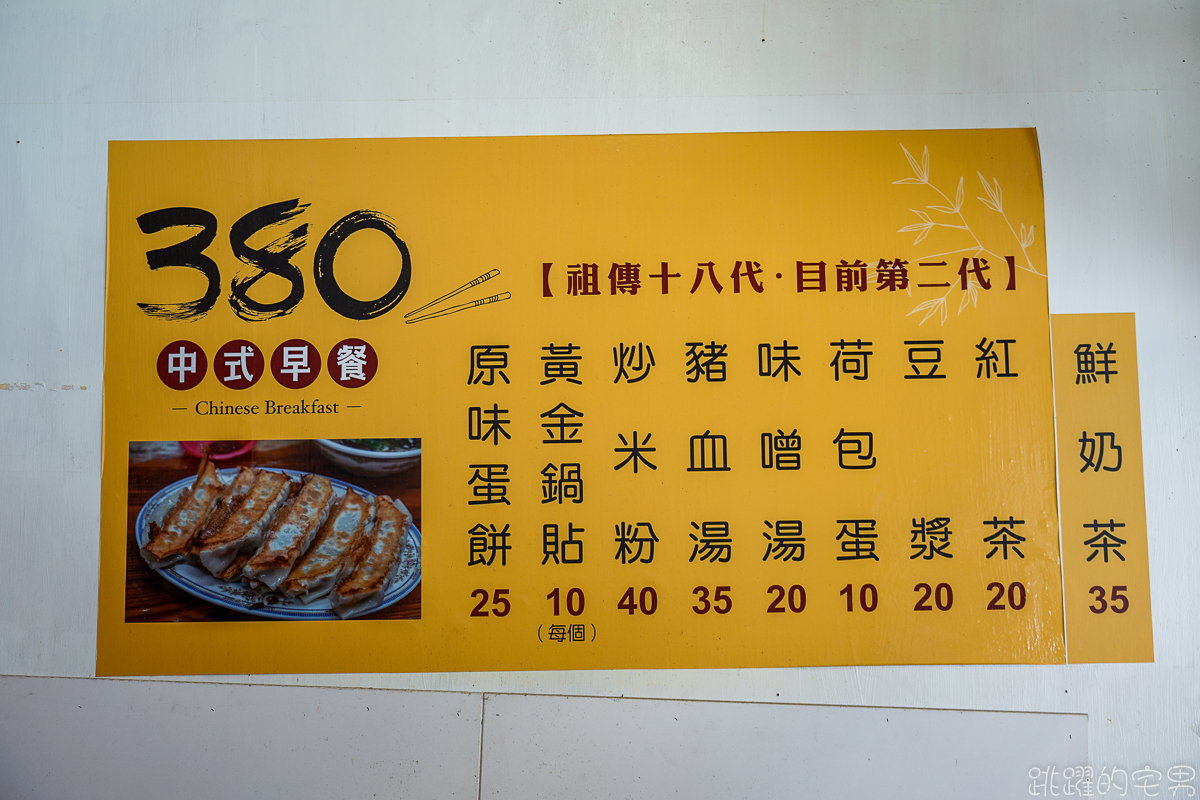 380
中式早餐
— Chinese Breakfast —
【祖傳十八代·目前第二代】
原味蛋餅 25
黃金鍋貼 10
（每個）
炒米粉 40
豬血湯 35
味噌湯 20
荷包蛋 10
豆漿 20
紅茶 20
鮮奶茶 35
跳躍的宅男